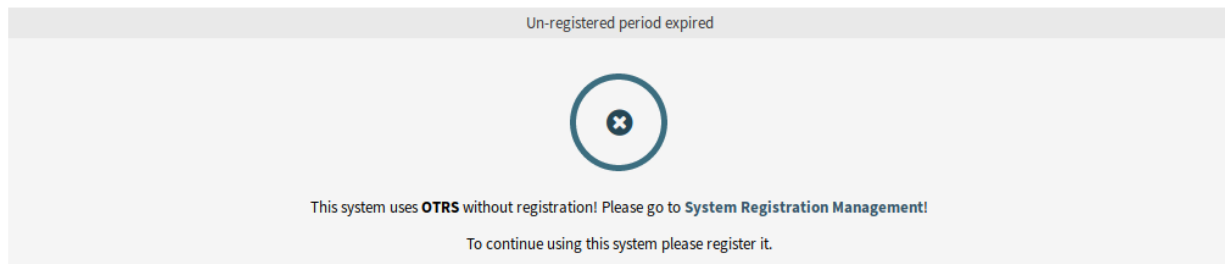 Un-registered period expired
This system uses OTRS without registration! Please go to System Registration Management!
To continue using this system please register it.